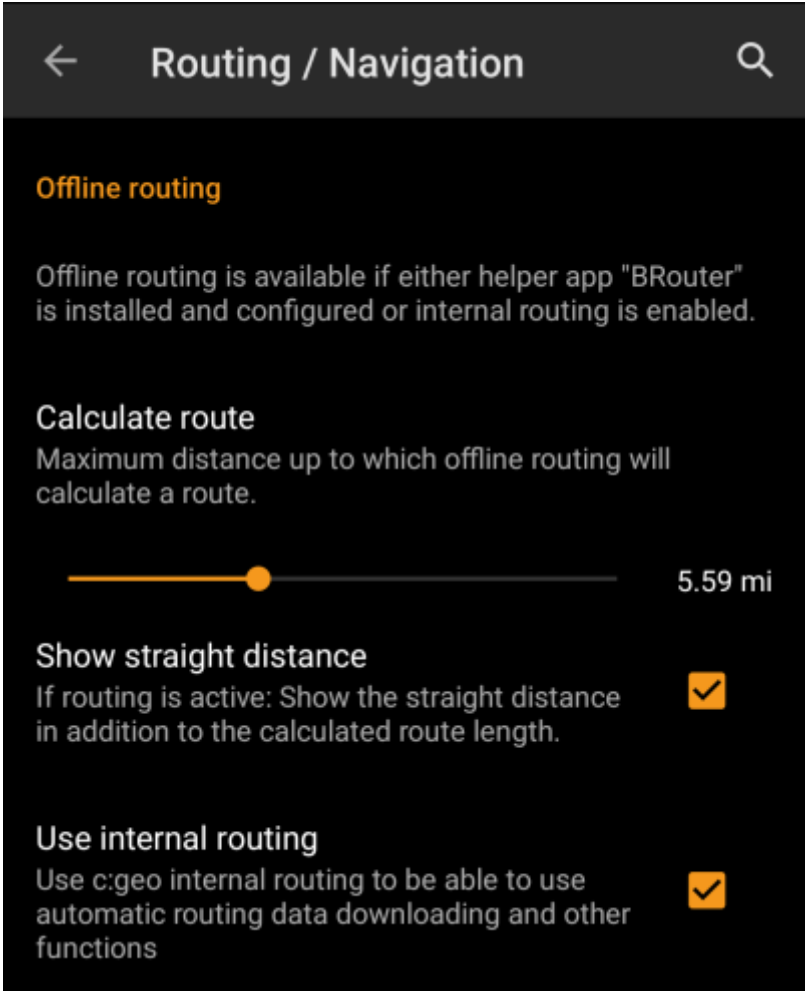 Routing / Navigation
Offline routing
Offline routing is available if either helper app "BRouter"
is installed and configured or internal routing is enabled.
Calculate route
Maximum distance up to which offline routing will
calculate a route.
5.59 mi
Show straight distance
If routing is active: Show the straight distance
in addition to the calculated route length.
Use internal routing
Use c:geo internal routing to be able to use
automatic routing data downloading and other
functions